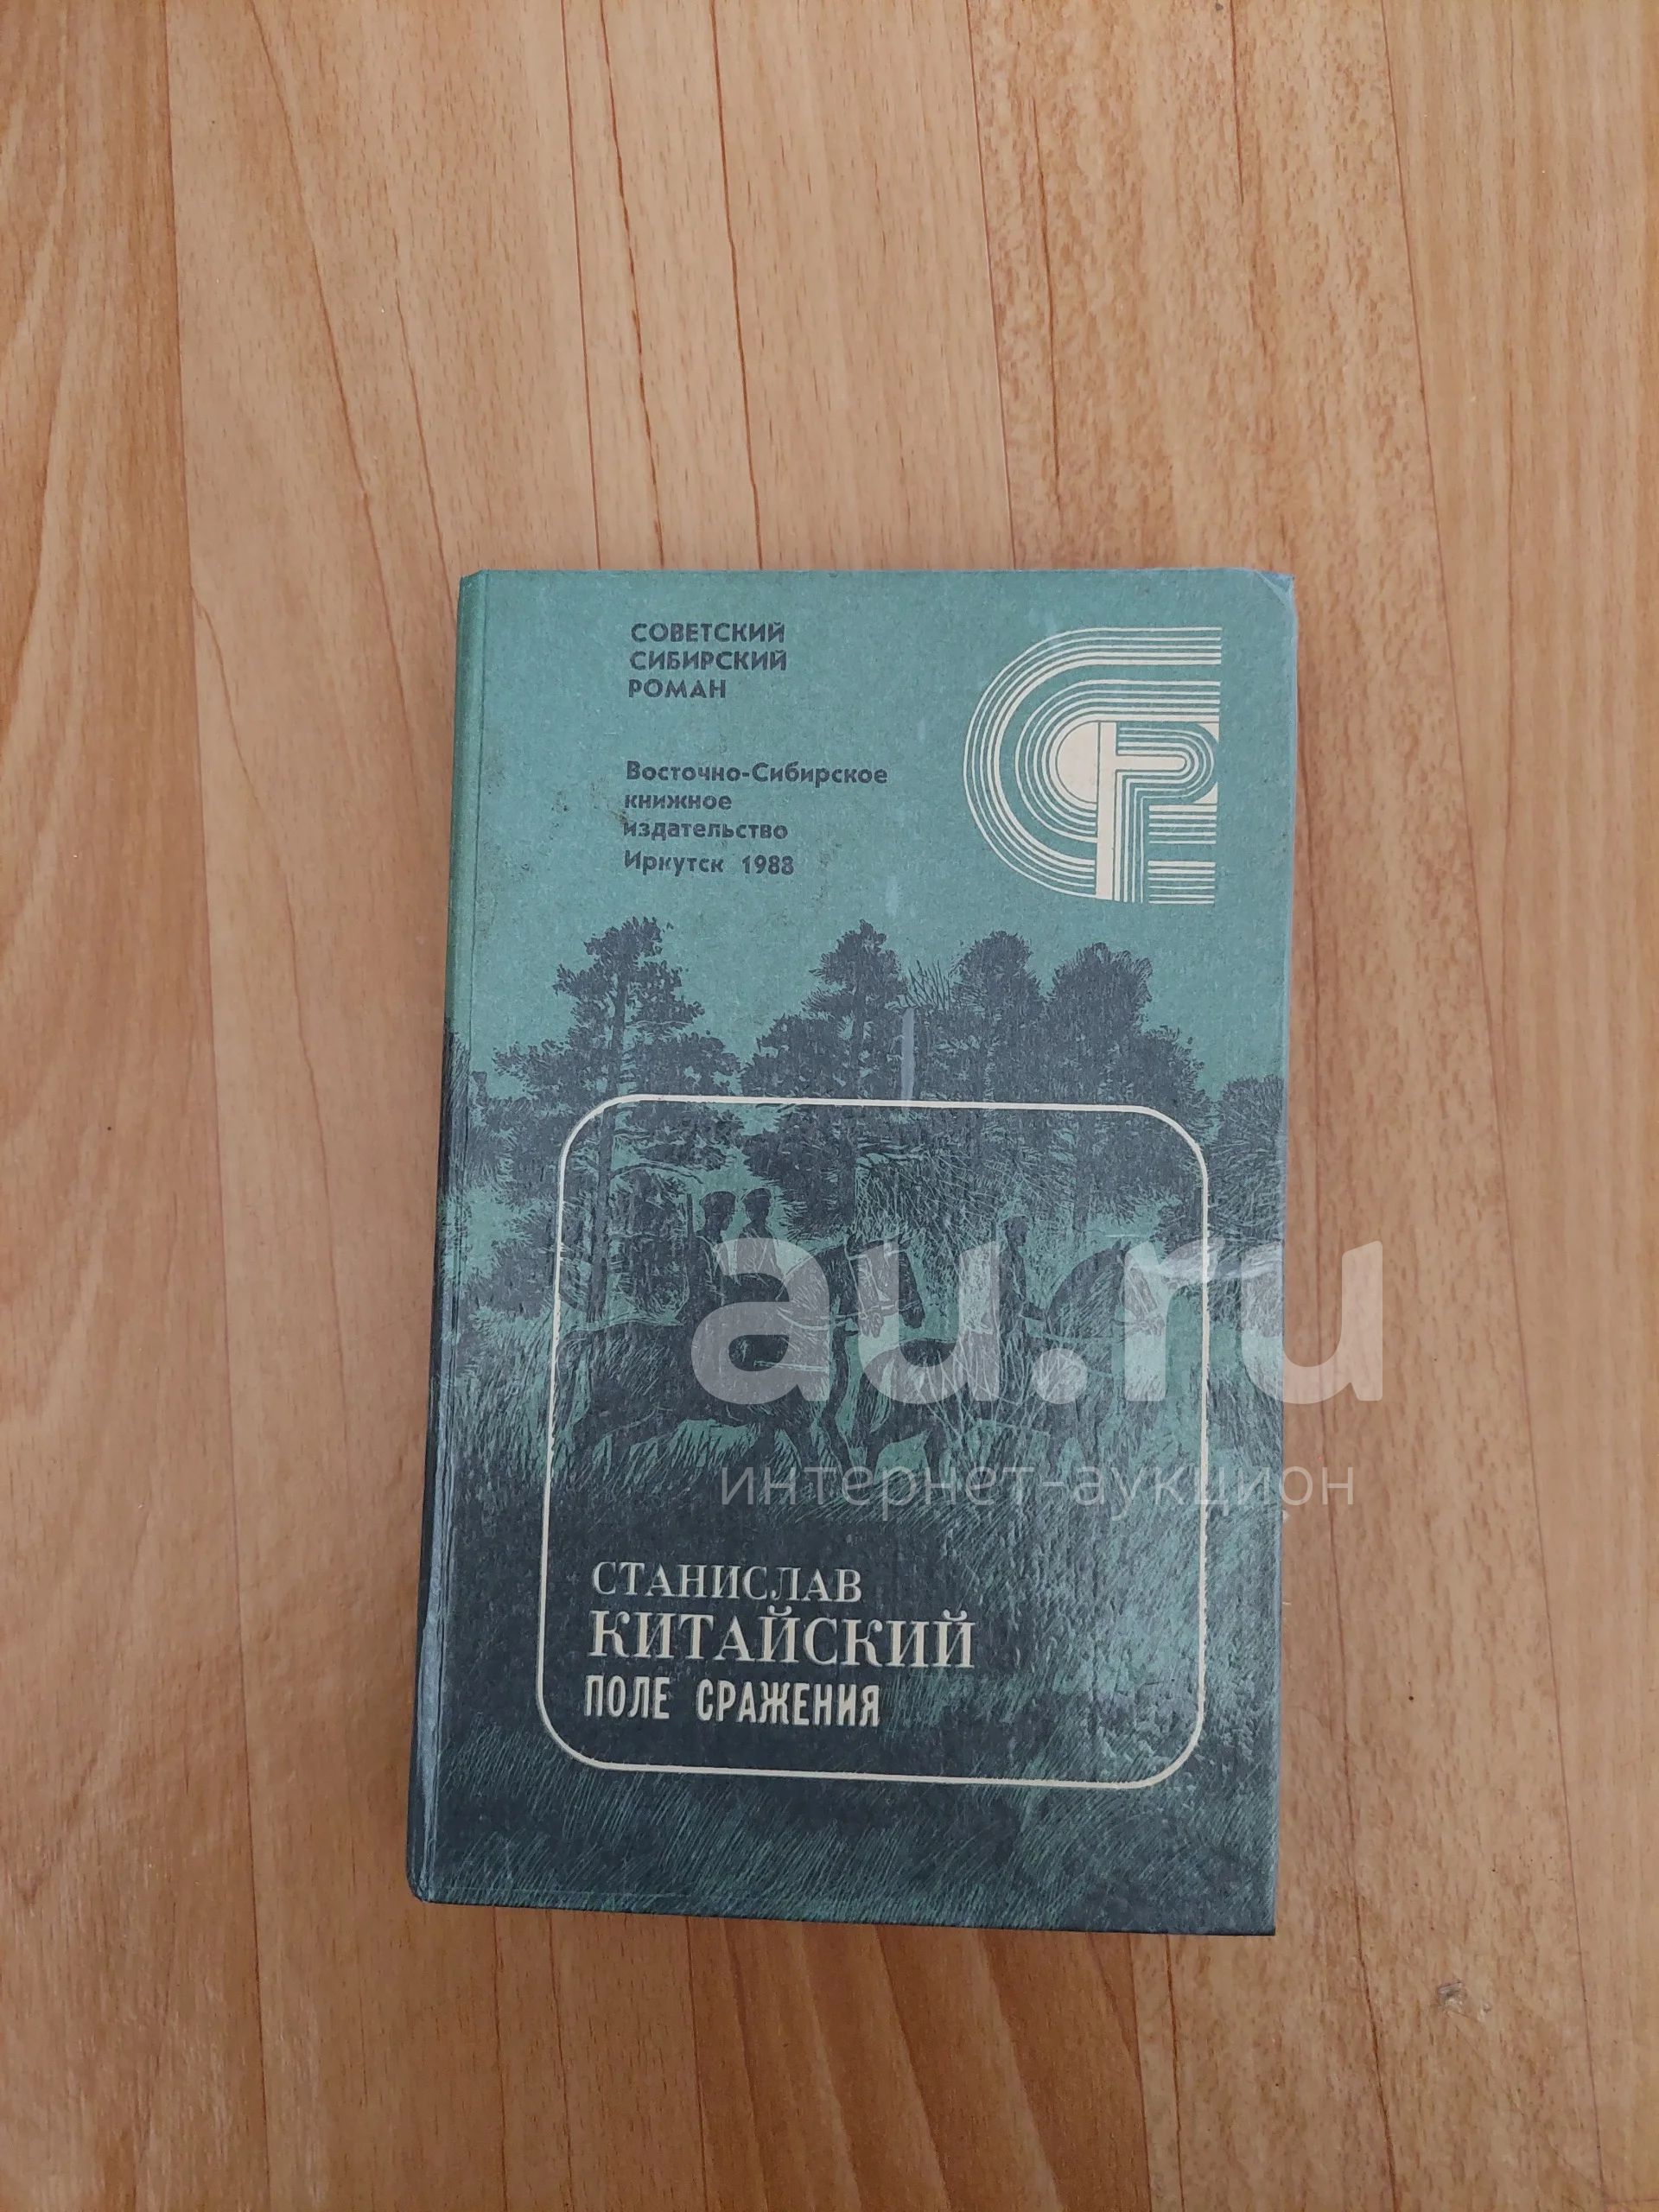 СОВЕТСКИЙ
СИБИРСКИЙ
РОМАН
Восточно-Сибирское
книжное
издательство
Иркутск 1988
au.ru
интернет-аукцион
СТАНИСЛАВ
КИТАЙСКИЙ
ПОЛЕ СРАЖЕНИЯ